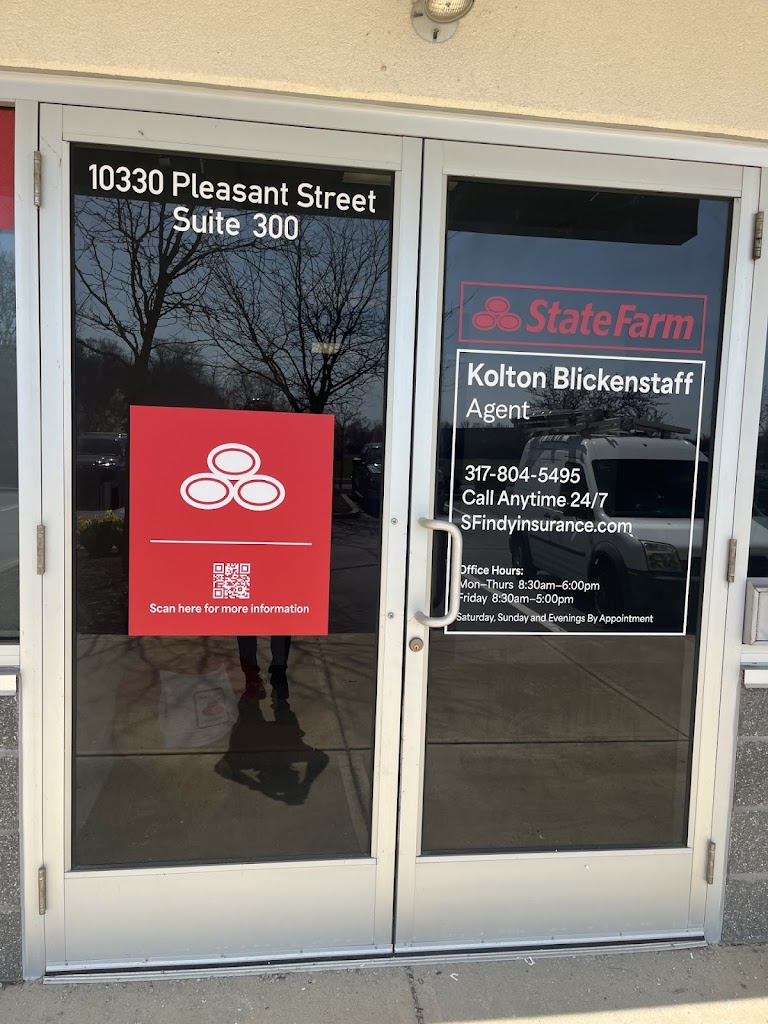 10330 Pleasant Street
Suite 300
Scan here for more information
State Farm
Kolton Blickenstaff
Agent
317-804-5495
Call Anytime 24/7
SFindyinsurance.com
Office Hours:
Mon–Thurs 8:30am–6:00pm
Friday 8:30am–5:00pm
Saturday, Sunday and Evenings By Appointment